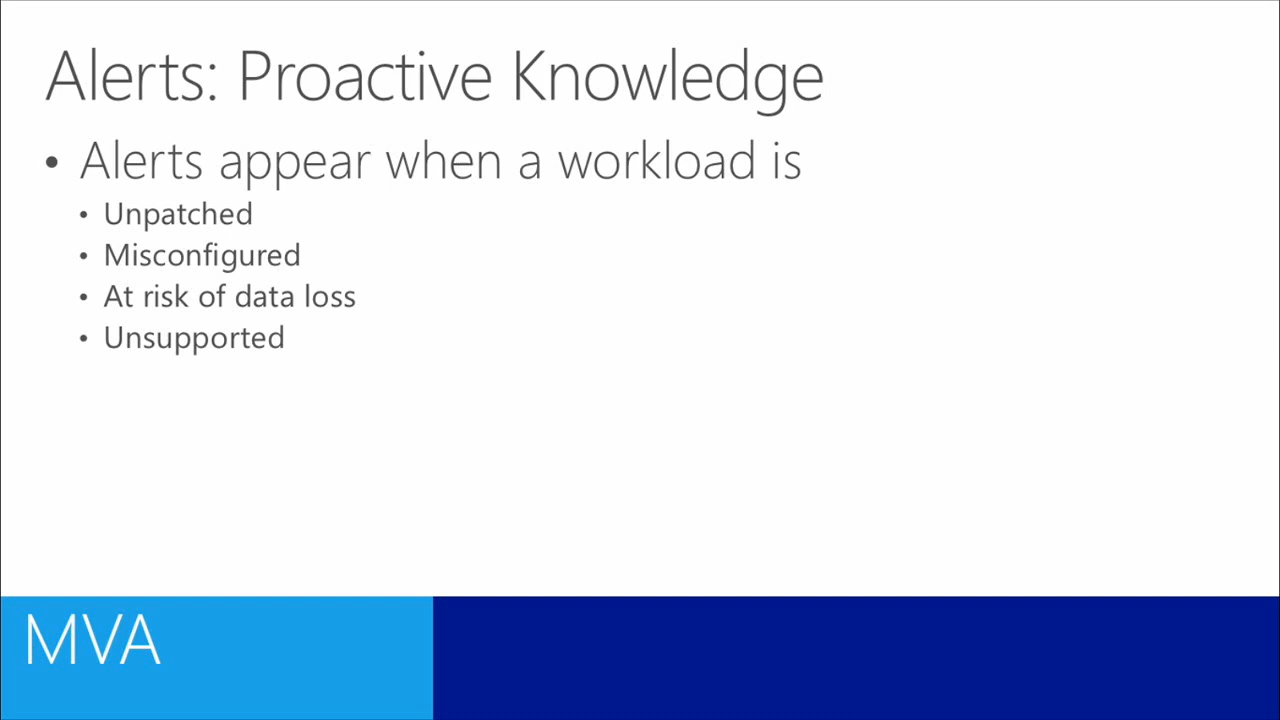 Alerts: Proactive Knowledge
• Alerts appear when a workload is
• Unpatched
• Misconfigured
• At risk of data loss
• Unsupported
MVA